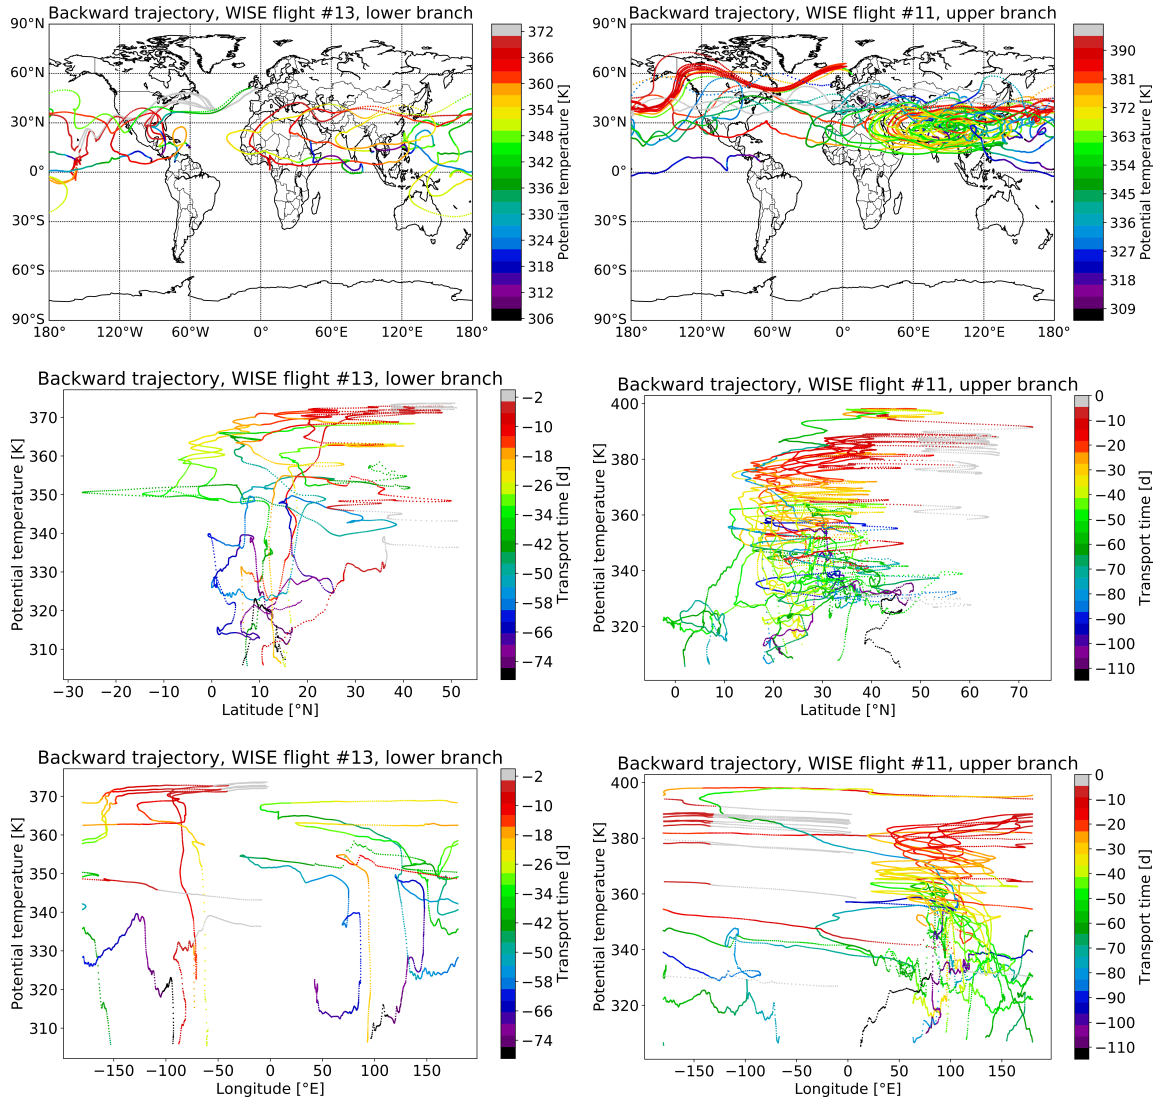 Backward trajectory, WISE flight #13, lower branch
90°N
60°N
30°N
0°
30°S
60°S
90°S
180° 120°W 60°W 0° 60°E 120°E 180°
372
366
360
354
348
342
336
330
324
318
312
306
Potential temperature [K]
Backward trajectory, WISE flight #11, upper branch
90°N
60°N
30°N
0°
30°S
60°S
90°S
180° 120°W 60°W 0° 60°E 120°E 180°
390
381
372
363
354
345
336
327
318
309
Potential temperature [K]
Backward trajectory, WISE flight #13, lower branch
370
360
350
340
330
320
310
Potential temperature [K]
−30 −20 −10 0 10 20 30 40 50
Latitude [°N]
−2
−10
−18
−26
−34
−42
−50
−58
−66
−74
Transport time [d]
Backward trajectory, WISE flight #11, upper branch
400
380
360
340
320
Potential temperature [K]
0 10 20 30 40 50 60 70
Latitude [°N]
0
−10
−20
−30
−40
−50
−60
−70
−80
−90
−100
−110
Transport time [d]
Backward trajectory, WISE flight #13, lower branch
370
360
350
340
330
320
310
Potential temperature [K]
−150 −100 −50 0 50 100 150
Longitude [°E]
−2
−10
−18
−26
−34
−42
−50
−58
−66
−74
Transport time [d]
Backward trajectory, WISE flight #11, upper branch
400
380
360
340
320
Potential temperature [K]
−150 −100 −50 0 50 100 150
Longitude [°E]
0
−10
−20
−30
−40
−50
−60
−70
−80
−90
−100
−110
Transport time [d]